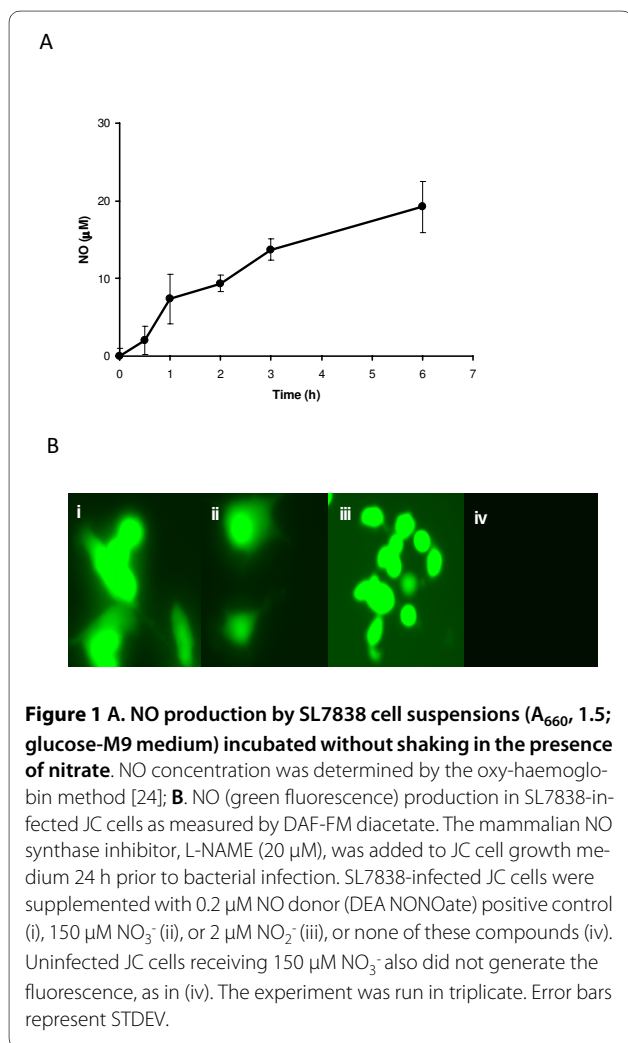 A
30
20
10
0
NO (μM)
0 1 2 3 4 5 6 7
Time (h)
B
i ii iii iv
Figure 1 A. NO production by SL7838 cell suspensions (A₆₆₀, 1.5;
glucose-M9 medium) incubated without shaking in the presence
of nitrate. NO concentration was determined by the oxy-haemoglo-
bin method [24]; B. NO (green fluorescence) production in SL7838-in-
fected JC cells as measured by DAF-FM diacetate. The mammalian NO
synthase inhibitor, L-NAME (20 μM), was added to JC cell growth me-
dium 24 h prior to bacterial infection. SL7838-infected JC cells were
supplemented with 0.2 μM NO donor (DEA NONOate) positive control
(i), 150 μM NO₃⁻ (ii), or 2 μM NO₂⁻ (iii), or none of these compounds (iv).
Uninfected JC cells receiving 150 μM NO₃⁻ also did not generate the
fluorescence, as in (iv). The experiment was run in triplicate. Error bars
represent STDEV.